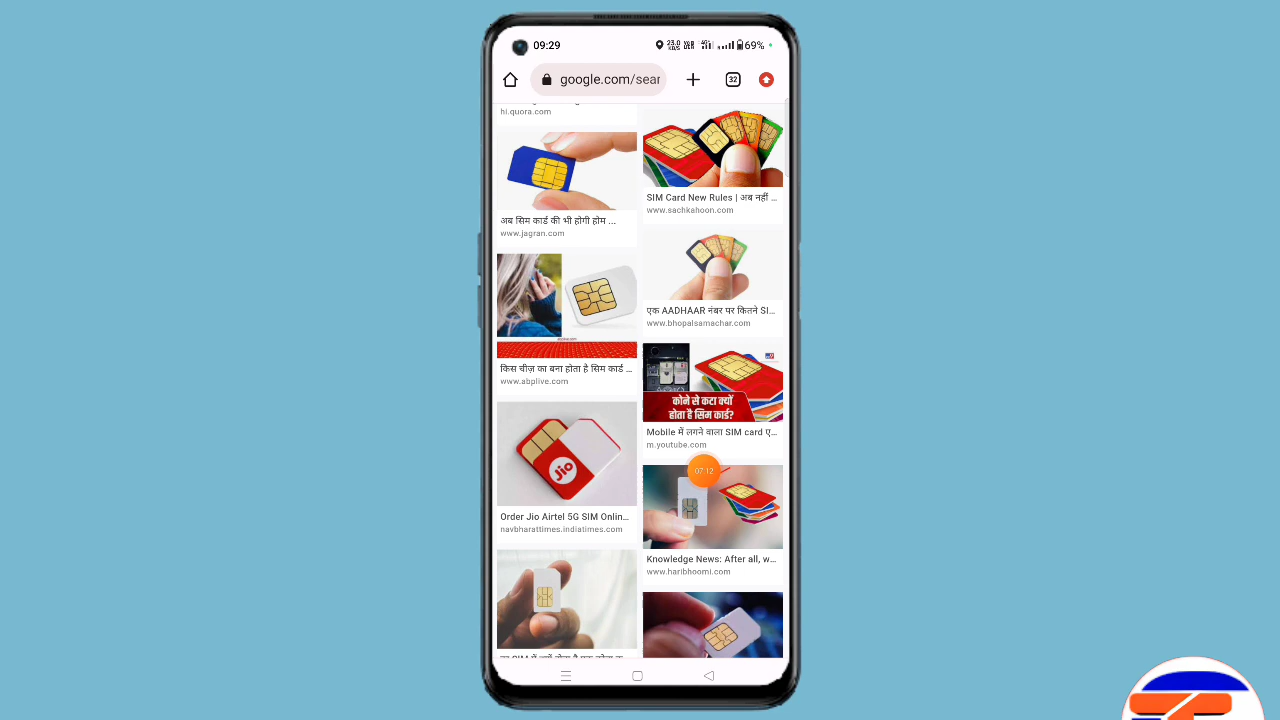 09:29
69%
google.com/sear
32
hi.quora.com
अब सिम कार्ड की भी होगी होम ...
www.jagran.com
किस चीज़ का बना होता है सिम कार्ड ...
www.abplive.com
Jio
Order Jio Airtel 5G SIM Onlin...
navbharattimes.indiatimes.com
SIM Card New Rules | अब नहीं ...
www.sachkahoon.com
एक AADHAAR नंबर पर कितने SI...
www.bhopalsamachar.com
कोने से कटा क्यों
होता है सिम कार्ड?
Mobile में लगने वाला SIM card ए...
m.youtube.com
07:12
Knowledge News: After all, w...
www.haribhoomi.com